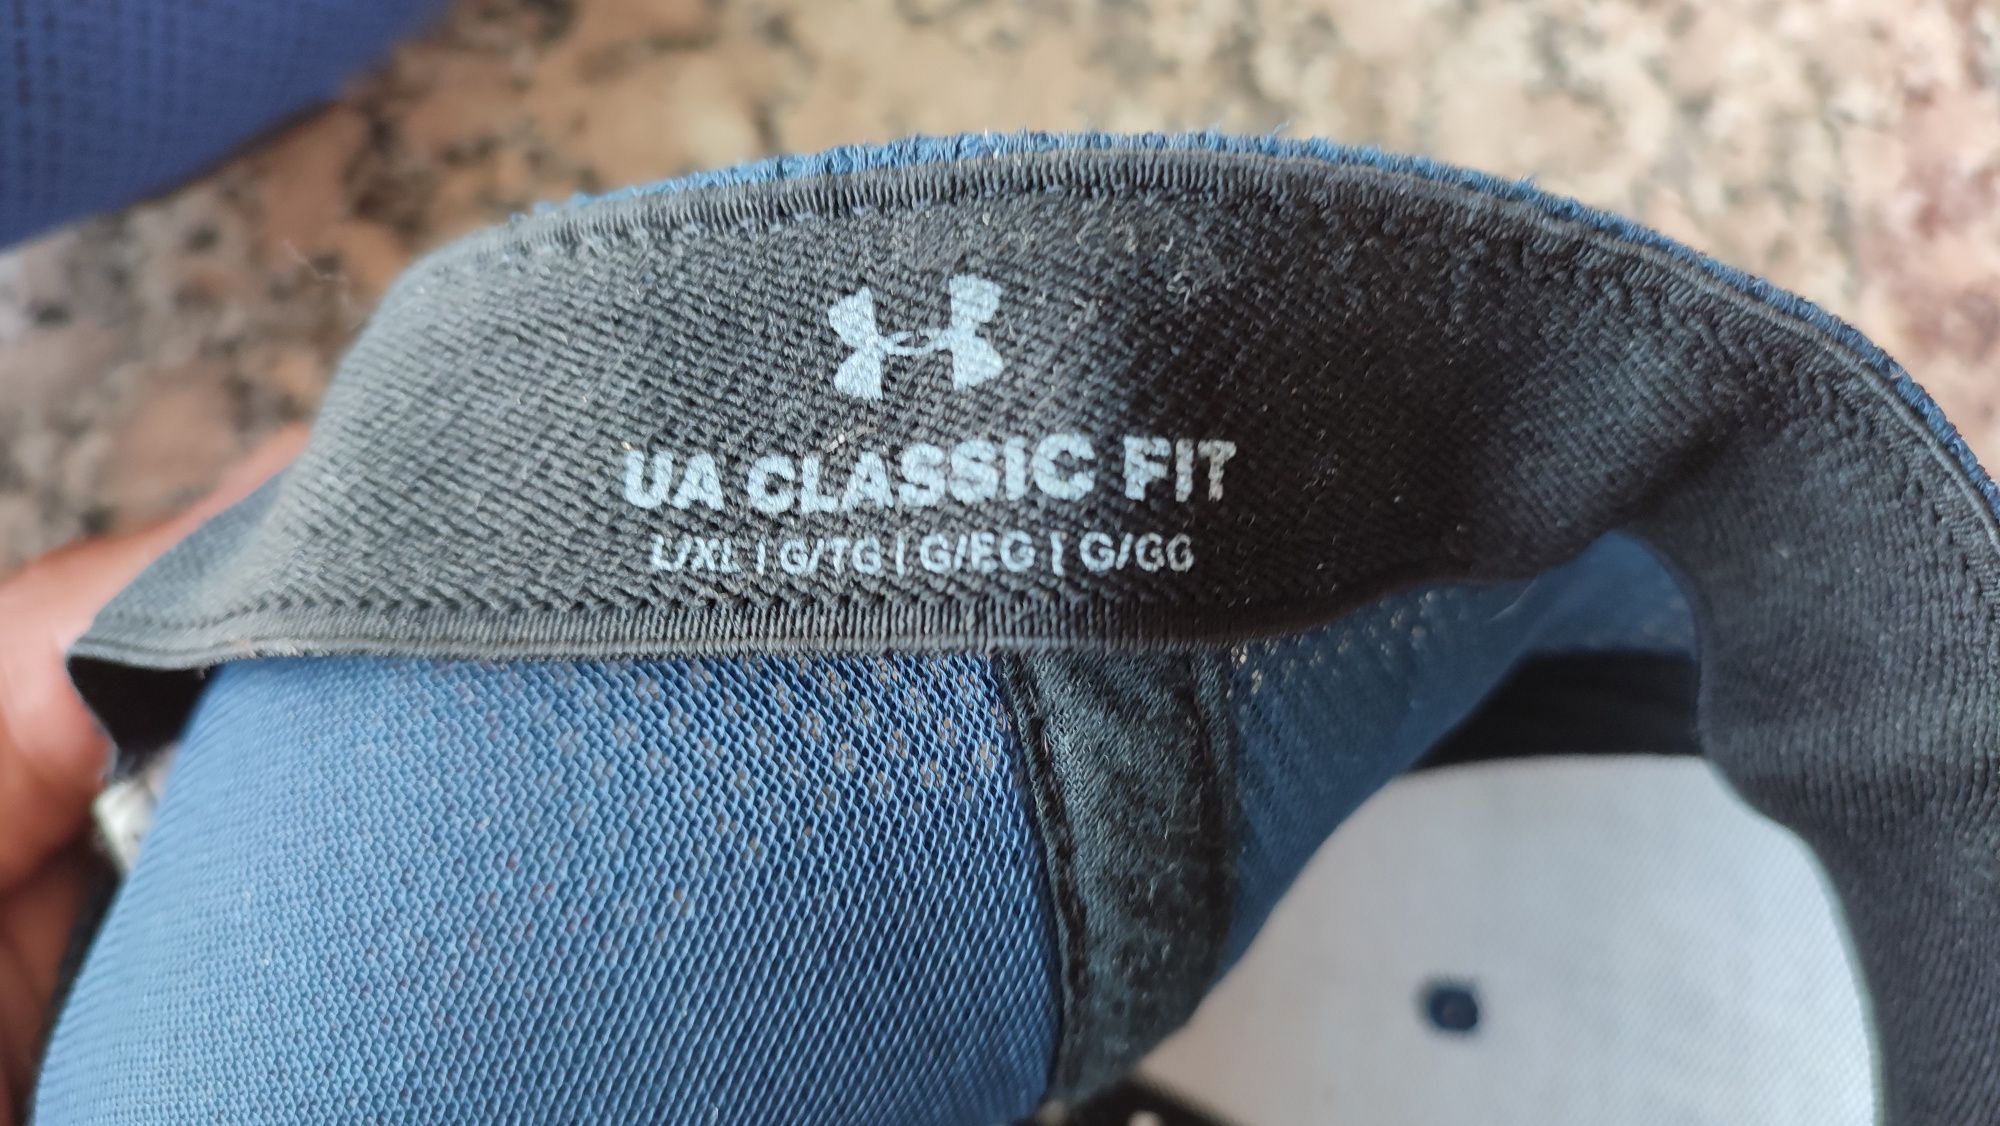 UA CLASSIC FIT
L/XL | G/TG | G/EG | G/GG